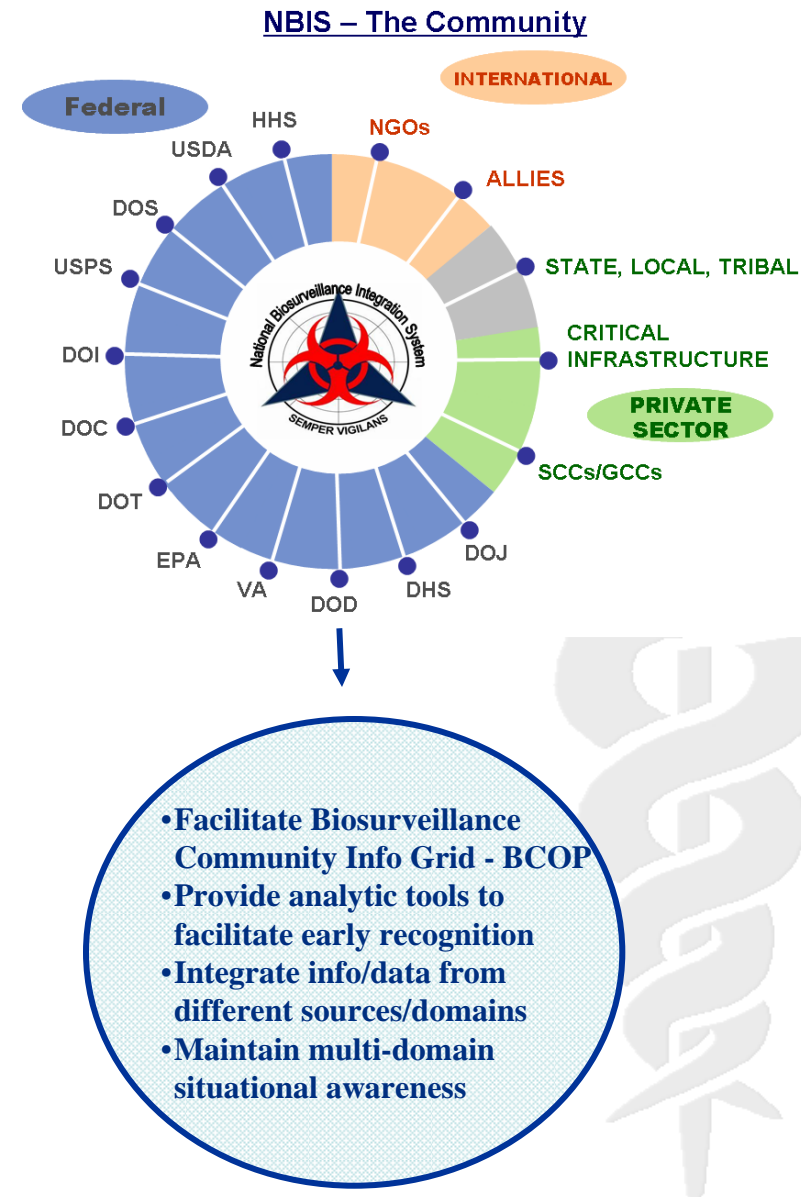 NBIS – The Community
INTERNATIONAL
Federal
HHS
NGOs
USDA
ALLIES
DOS
USPS
STATE, LOCAL, TRIBAL
DOI
CRITICAL
INFRASTRUCTURE
PRIVATE
SECTOR
DOC
SCCs/GCCs
DOT
DOJ
EPA
VA
DHS
DOD
National Biosurveillance Integration System
SEMPER VIGILANS
•Facilitate Biosurveillance
Community Info Grid - BCOP
•Provide analytic tools to
facilitate early recognition
•Integrate info/data from
different sources/domains
•Maintain multi-domain
situational awareness